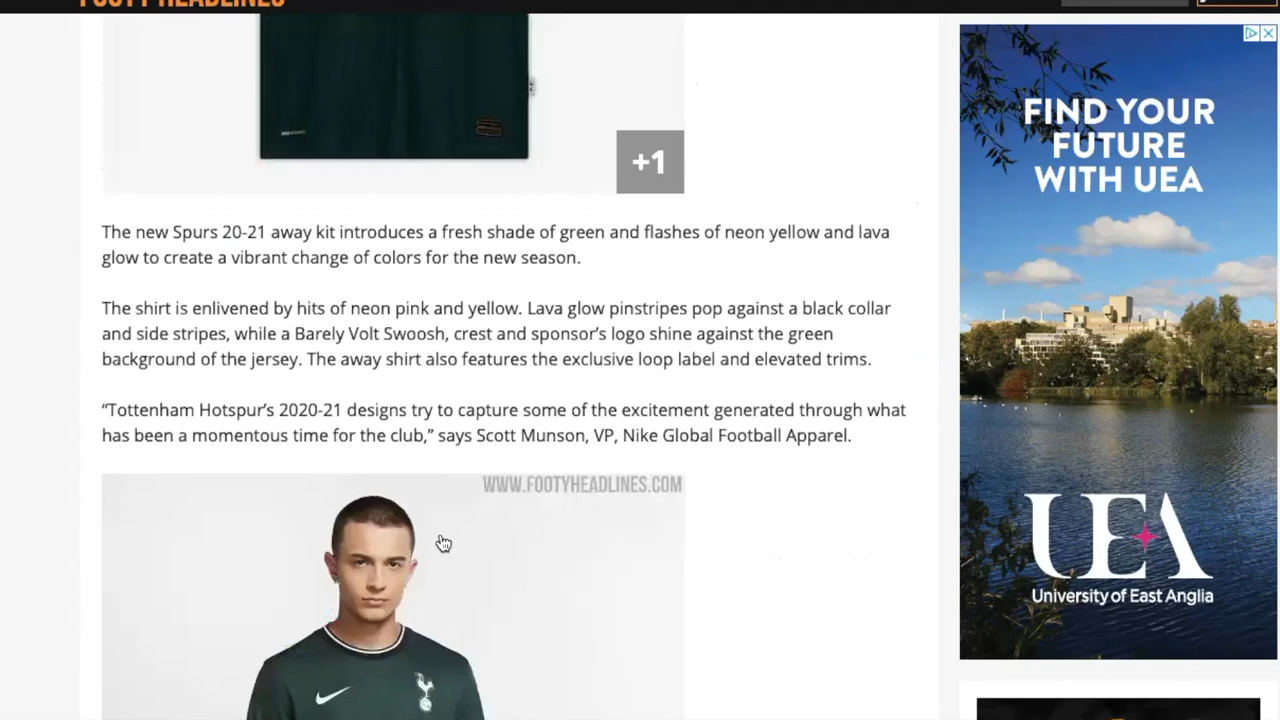 FOOTY HEADLINES
+1
The new Spurs 20-21 away kit introduces a fresh shade of green and flashes of neon yellow and lava
glow to create a vibrant change of colors for the new season.
The shirt is enlivened by hits of neon pink and yellow. Lava glow pinstripes pop against a black collar
and side stripes, while a Barely Volt Swoosh, crest and sponsor's logo shine against the green
background of the jersey. The away shirt also features the exclusive loop label and elevated trims.
“Tottenham Hotspur's 2020-21 designs try to capture some of the excitement generated through what
has been a momentous time for the club,” says Scott Munson, VP, Nike Global Football Apparel.
WWW.FOOTYHEADLINES.COM
FIND YOUR
FUTURE
WITH UEA
UEA
University of East Anglia